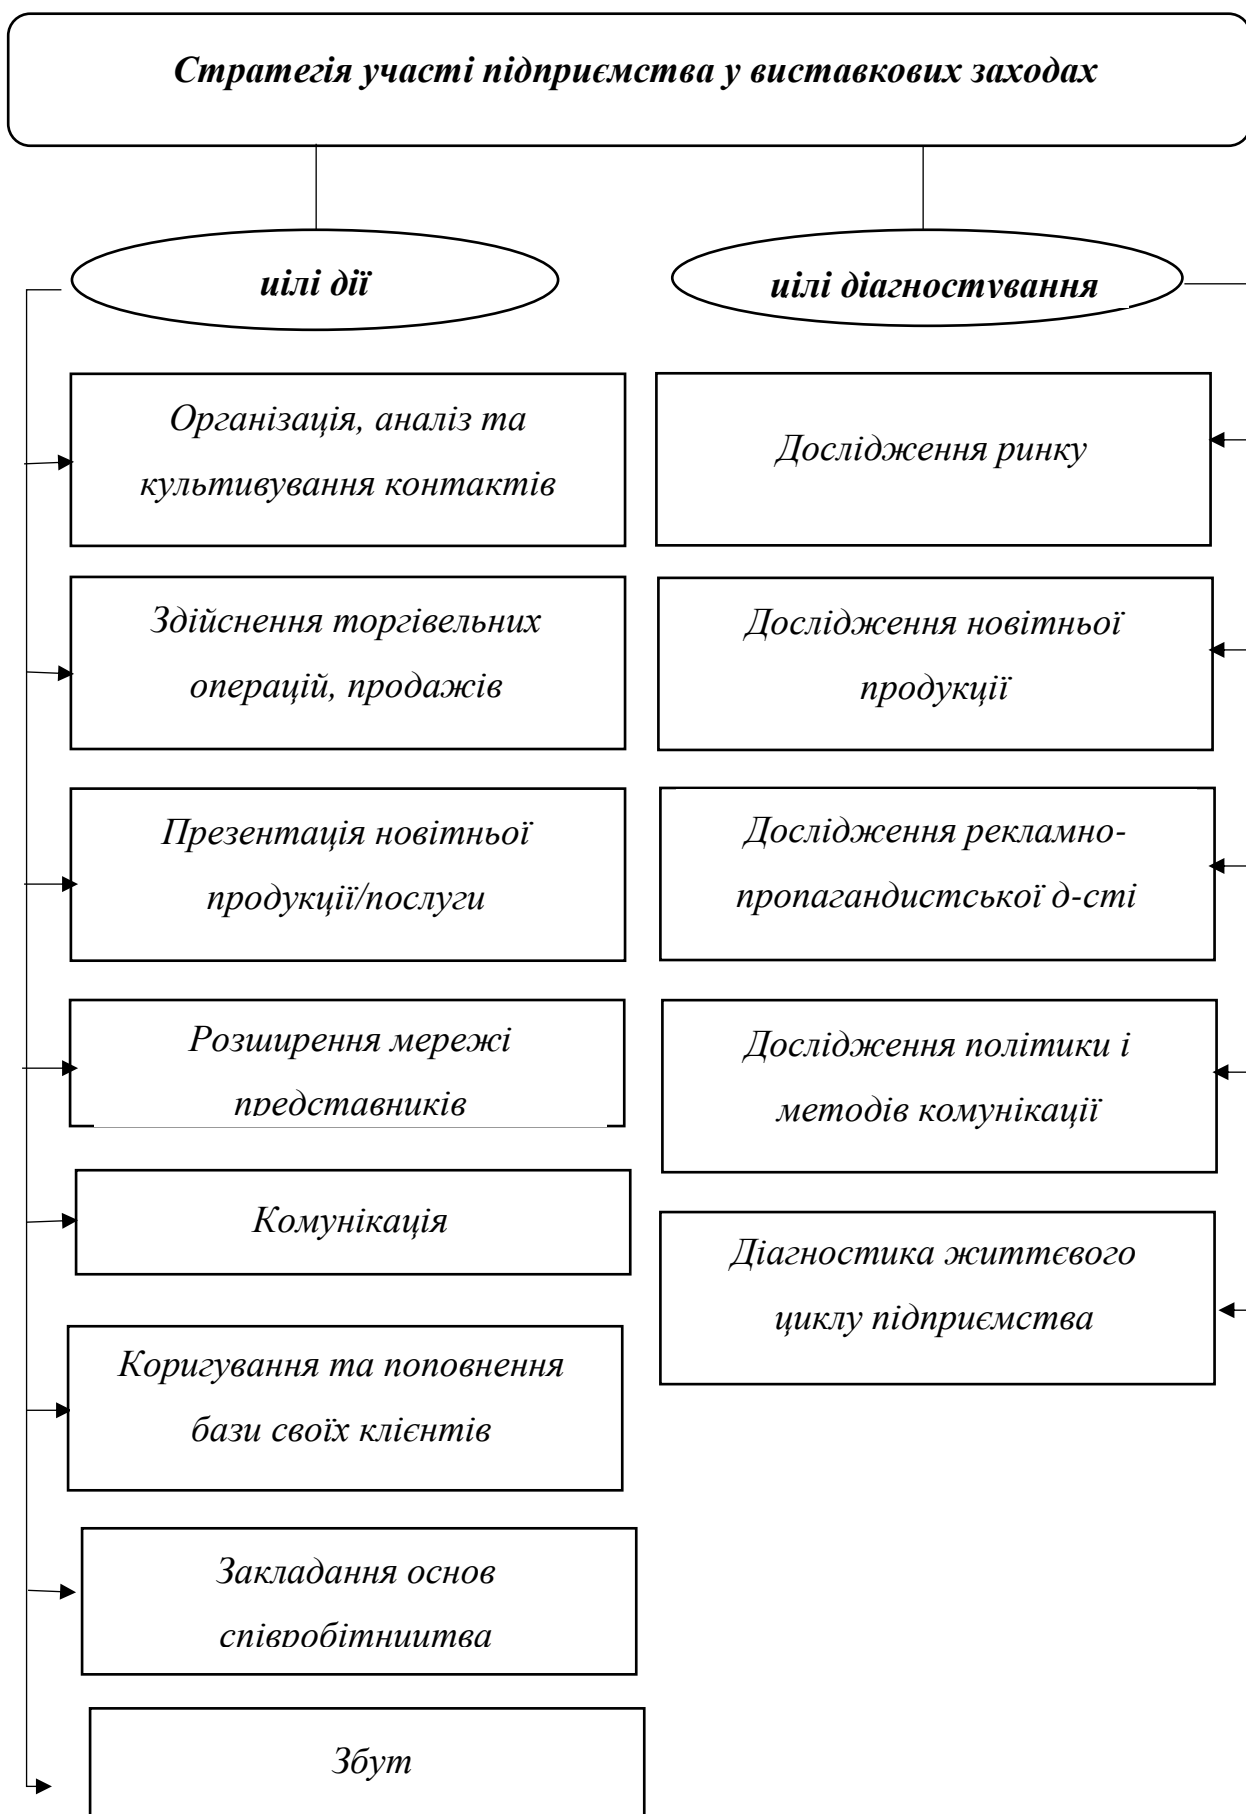 Стратегія участі підприємства у виставкових заходах
цілі дії
цілі діагностування
Організація, аналіз та
культивування контактів
Здійснення торгівельних
операцій, продажів
Презентація новітньої
продукції/послуги
Розширення мережі
представників
Комунікація
Коригування та поповнення
бази своїх клієнтів
Закладання основ
співробітництва
Збут
Дослідження ринку
Дослідження новітньої
продукції
Дослідження рекламно-
пропагандистської д-сті
Дослідження політики і
методів комунікації
Діагностика життєвого
циклу підприємства